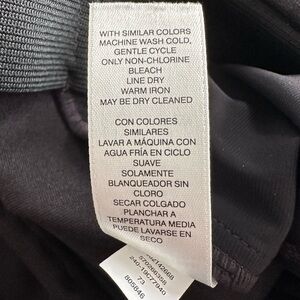 WITH SIMILAR COLORS
MACHINE WASH COLD,
GENTLE CYCLE
ONLY NON-CHLORINE
BLEACH
LINE DRY
WARM IRON
MAY BE DRY CLEANED
CON COLORES
SIMILARES
LAVAR A MÁQUINA CON
AGUA FRÍA EN CICLO
SUAVE
SOLAMENTE
BLANQUEADOR SIN
CLORO
SECAR COLGADO
PLANCHAR A
TEMPERATURA MEDIA
PUEDE LAVARSE EN
SECO
73
805846